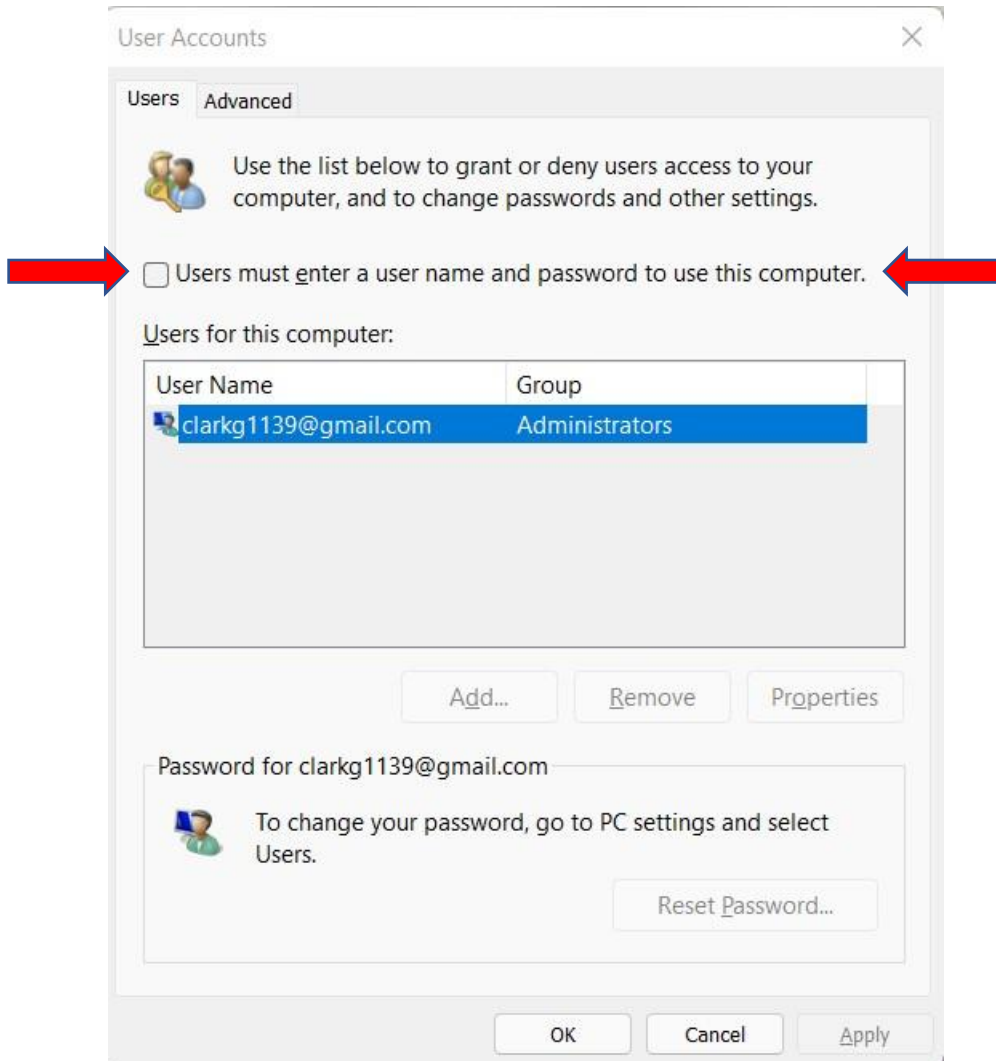 User Accounts
Users Advanced
Use the list below to grant or deny users access to your
computer, and to change passwords and other settings.
Users must enter a user name and password to use this computer.
Users for this computer:
User Name Group
clarkg1139@gmail.com Administrators
Add... Remove Properties
Password for clarkg1139@gmail.com
To change your password, go to PC settings and select
Users.
Reset Password...
OK Cancel Apply